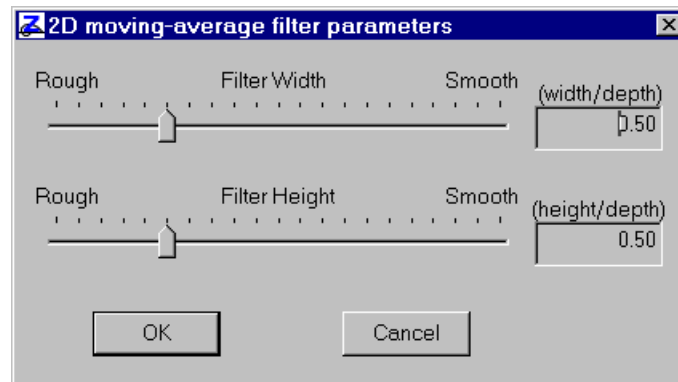 2D moving-average filter parameters
Rough Filter Width Smooth (width/depth)
0.50
Rough Filter Height Smooth (height/depth)
0.50
OK Cancel